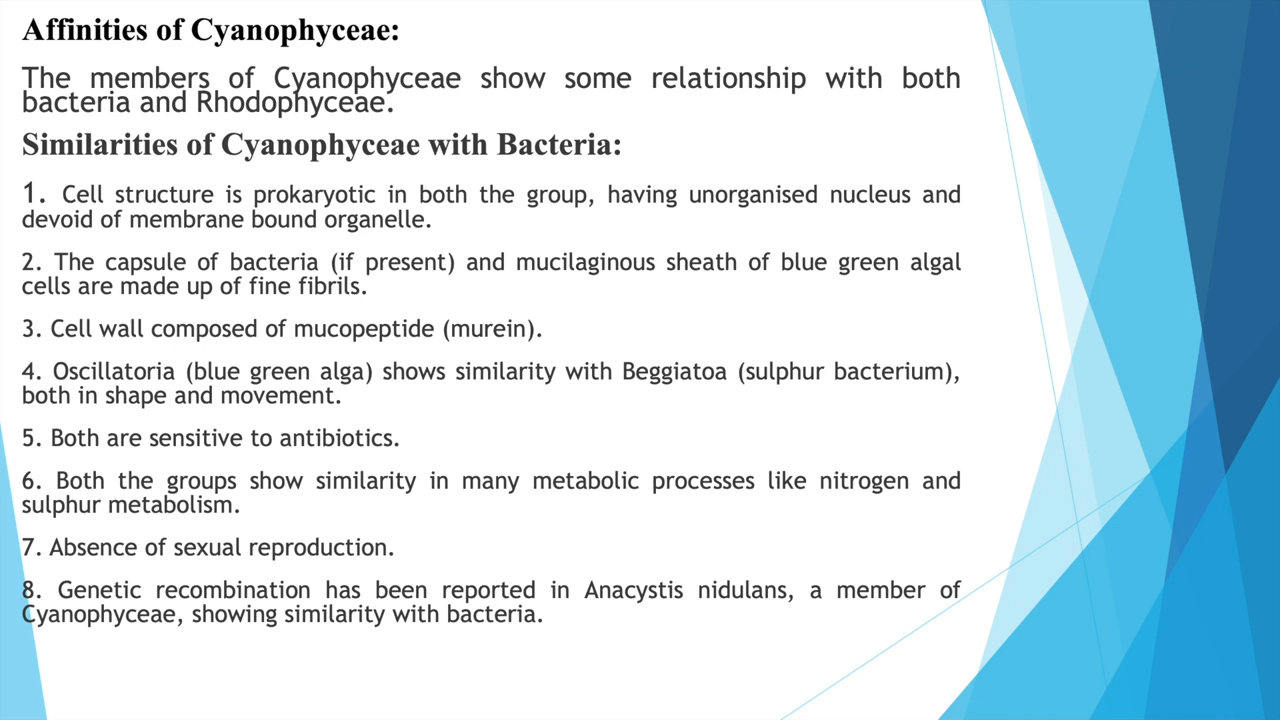 Affinities of Cyanophyceae:
The members of Cyanophyceae show some relationship with both
bacteria and Rhodophyceae.
Similarities of Cyanophyceae with Bacteria:
1. Cell structure is prokaryotic in both the group, having unorganised nucleus and
devoid of membrane bound organelle.
2. The capsule of bacteria (if present) and mucilaginous sheath of blue green algal
cells are made up of fine fibrils.
3. Cell wall composed of mucopeptide (murein).
4. Oscillatoria (blue green alga) shows similarity with Beggiatoa (sulphur bacterium),
both in shape and movement.
5. Both are sensitive to antibiotics.
6. Both the groups show similarity in many metabolic processes like nitrogen and
sulphur metabolism.
7. Absence of sexual reproduction.
8. Genetic recombination has been reported in Anacystis nidulans, a member of
Cyanophyceae, showing similarity with bacteria.